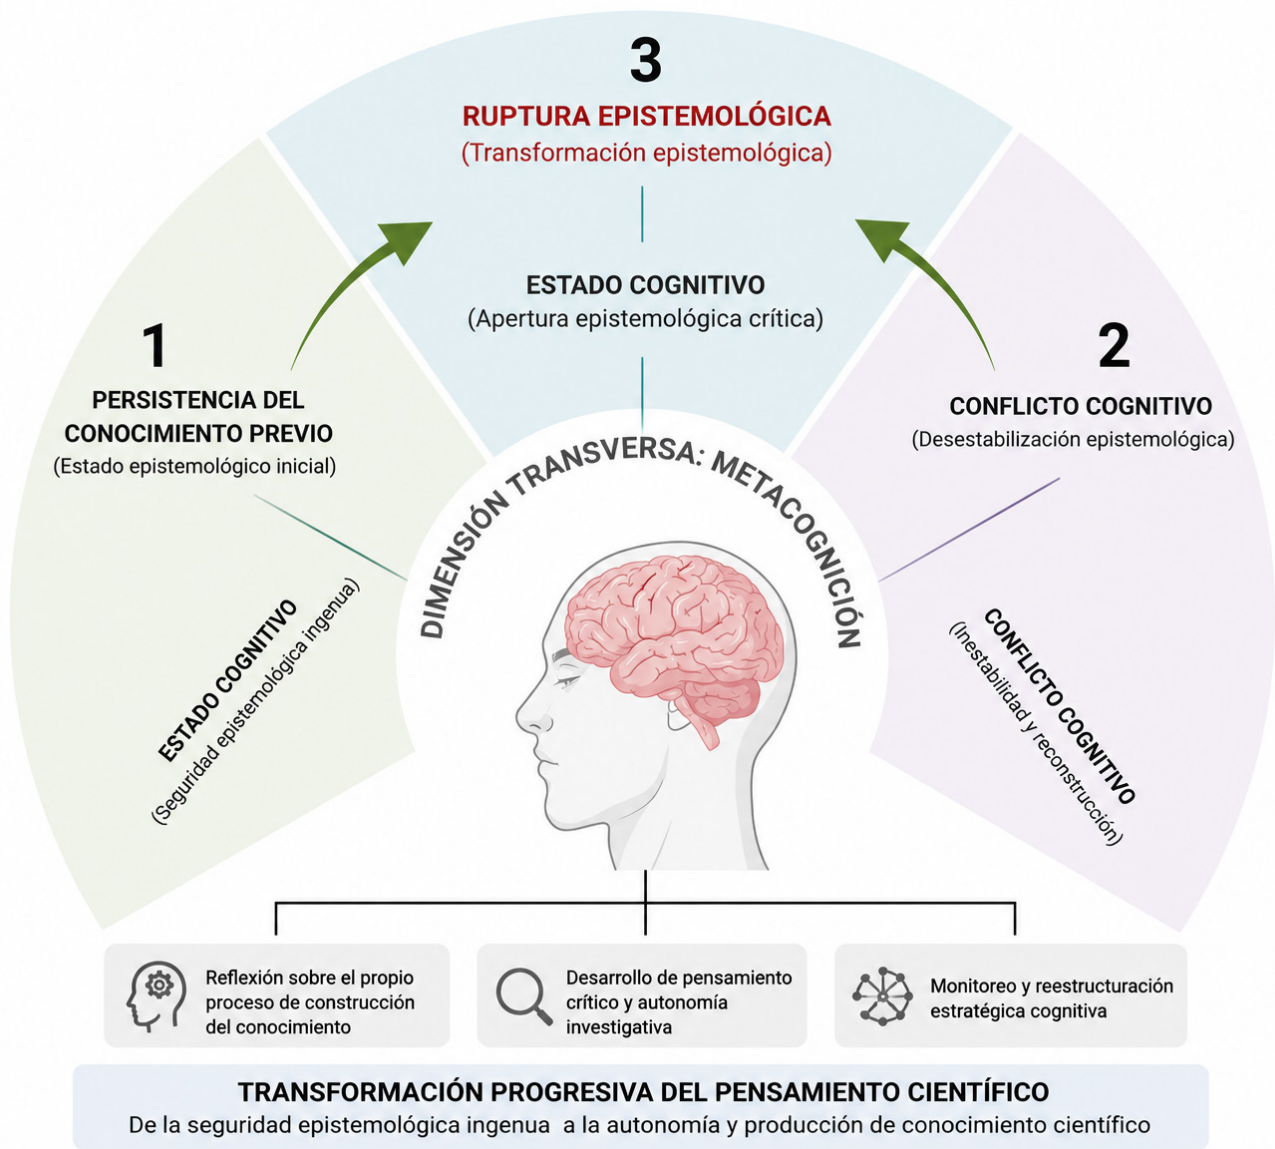 3
RUPTURA EPISTEMOLÓGICA
(Transformación epistemológica)
ESTADO COGNITIVO
(Apertura epistemológica crítica)
1
PERSISTENCIA DEL
CONOCIMIENTO PREVIO
(Estado epistemológico inicial)
ESTADO COGNITIVO
(Seguridad epistemológica ingenua)
2
CONFLICTO COGNITIVO
(Desestabilización epistemológica)
CONFLICTO COGNITIVO
(Inestabilidad y reconstrucción)
DIMENSIÓN TRANSVERSA: METACOGNICIÓN
Reflexión sobre el propio
proceso de construcción
del conocimiento
Desarrollo de pensamiento
crítico y autonomía
investigativa
Monitoreo y reestructuración
estratégica cognitiva
TRANSFORMACIÓN PROGRESIVA DEL PENSAMIENTO CIENTÍFICO
De la seguridad epistemológica ingenua a la autonomía y producción de conocimiento científico